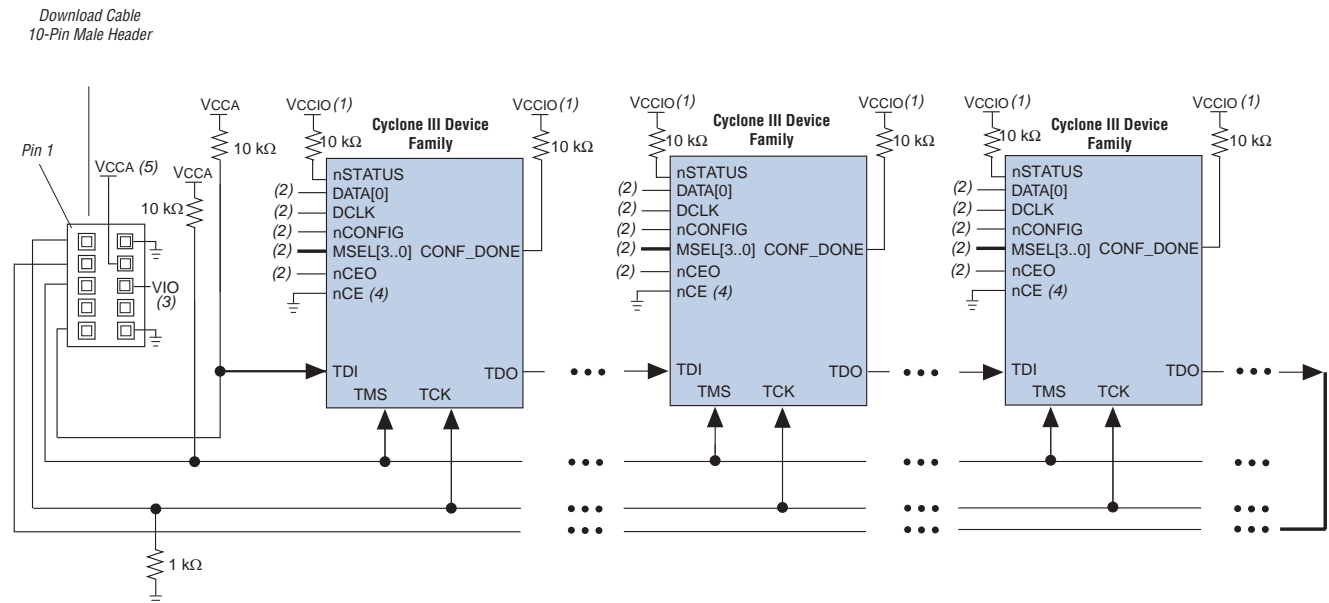 Download Cable
10-Pin Male Header
Pin 1
VCCA (5)
VCCA
10 kΩ
VIO
(3)
VCCA
10 kΩ
1 kΩ
VCCIO (1)
10 kΩ
Cyclone III Device
Family
VCCIO (1)
10 kΩ
nSTATUS
(2) DATA[0]
(2) DCLK
(2) nCONFIG
(2) MSEL[3..0] CONF_DONE
(2) nCEO
nCE (4)
TDI TDO
TMS TCK
VCCIO (1)
10 kΩ
Cyclone III Device
Family
VCCIO (1)
10 kΩ
nSTATUS
(2) DATA[0]
(2) DCLK
(2) nCONFIG
(2) MSEL[3..0] CONF_DONE
(2) nCEO
nCE (4)
TDI TDO
TMS TCK
VCCIO (1)
10 kΩ
Cyclone III Device
Family
VCCIO (1)
10 kΩ
nSTATUS
(2) DATA[0]
(2) DCLK
(2) nCONFIG
(2) MSEL[3..0] CONF_DONE
(2) nCEO
nCE (4)
TDI TDO
TMS TCK